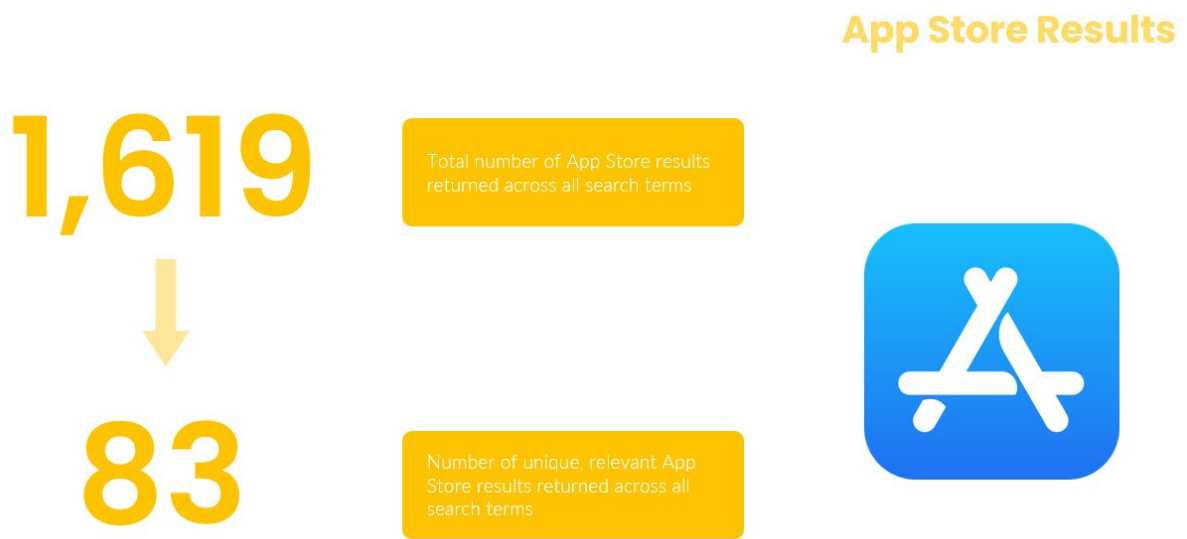 App Store Results
1,619
Total number of App Store results
returned across all search terms
83
Number of unique, relevant App
Store results returned across all
search terms